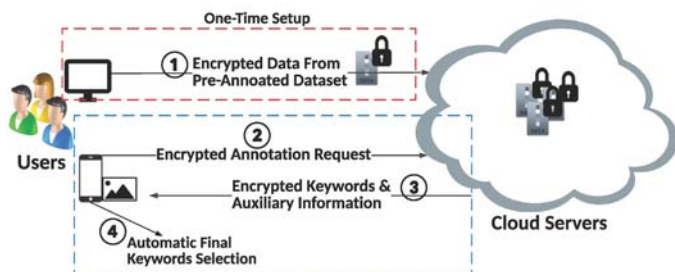 One-Time Setup
1 Encrypted Data From
Pre-Annoated Dataset
Users
2
Encrypted Annotation Request
Encrypted Keywords & 3
Auxiliary Information
Cloud Servers
4 Automatic Final
Keywords Selection